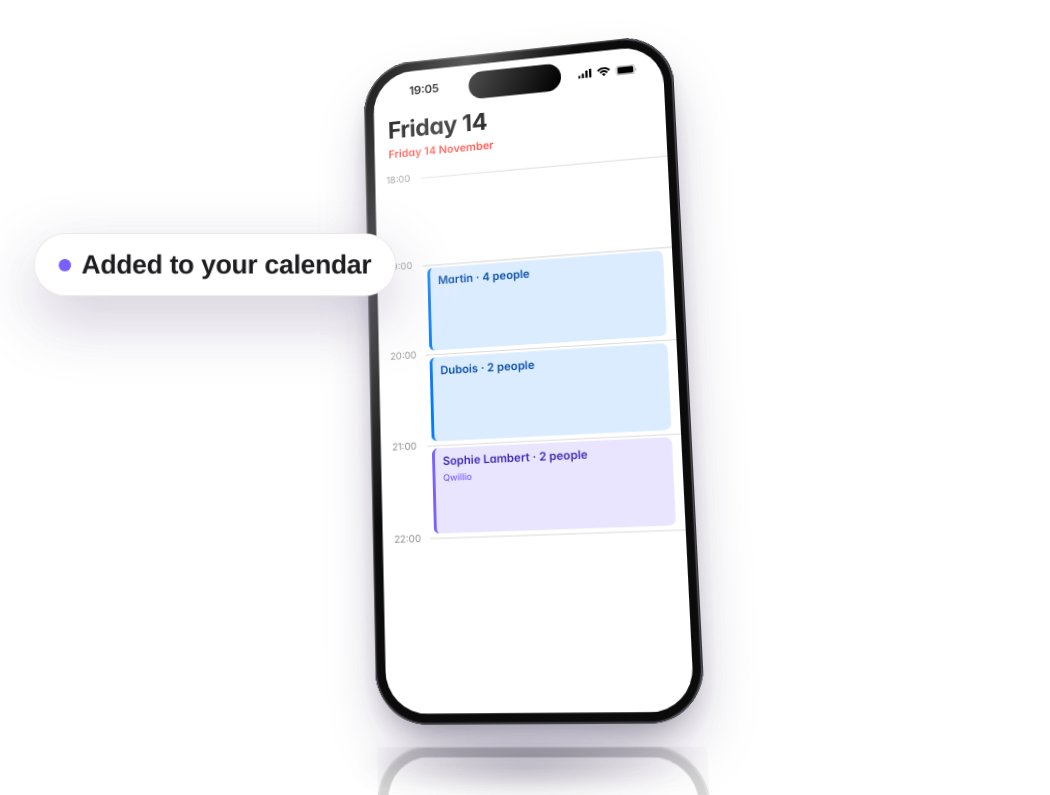 19:05
Friday 14
Friday 14 November
18:00
Added to your calendar
:00
Martin · 4 people
20:00
Dubois · 2 people
21:00
Sophie Lambert · 2 people
Qwillio
22:00